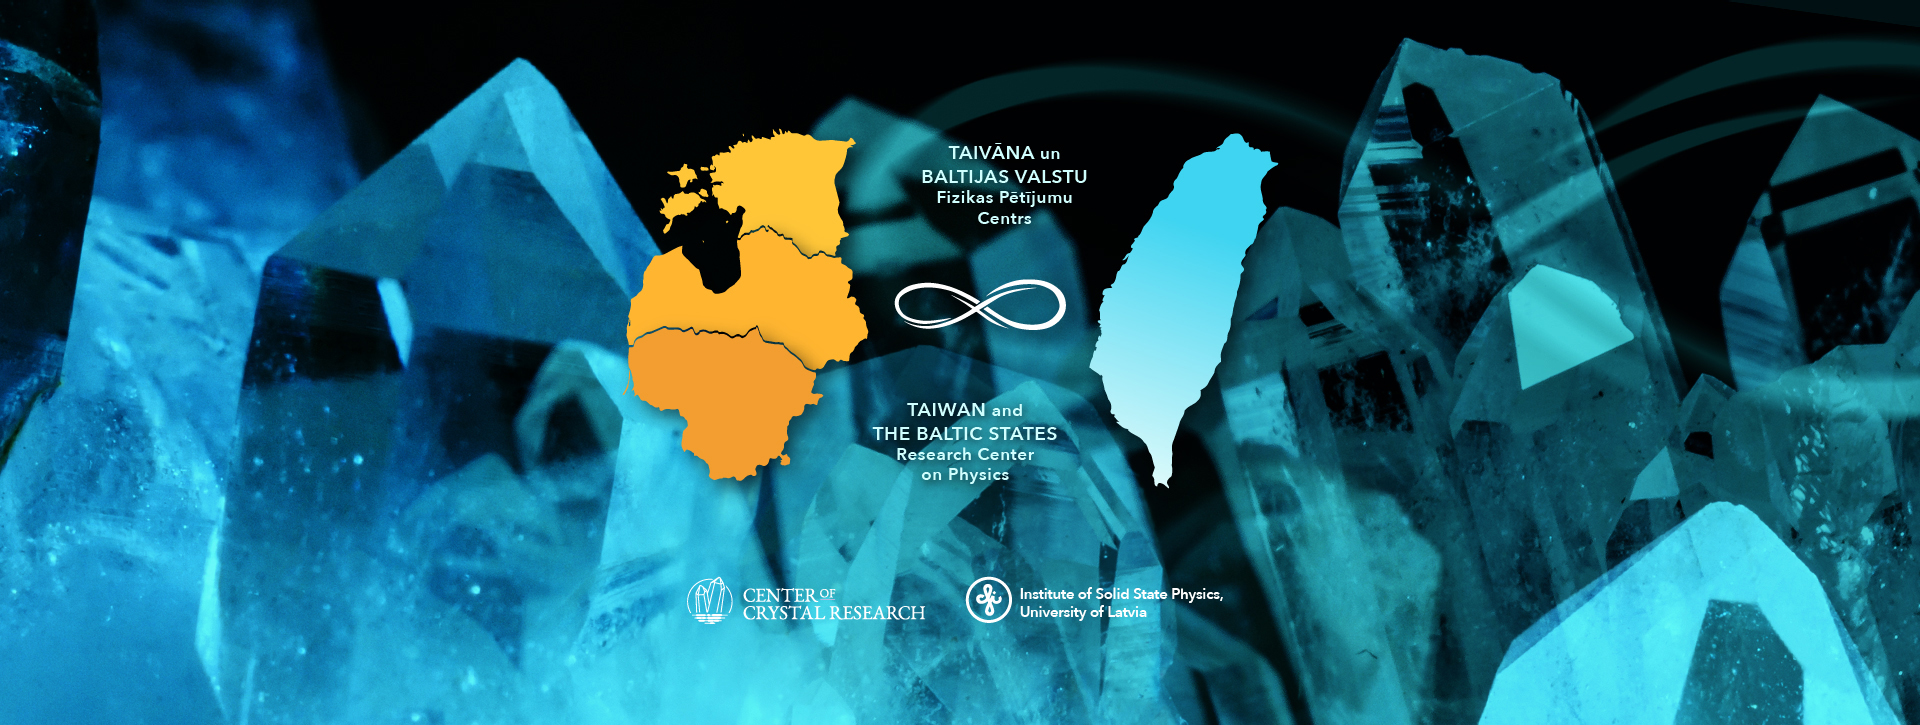 TAIVĀNA un
BALTIJAS VALSTU
Fizikas Pētījumu
Centrs
TAIWAN and
THE BALTIC STATES
Research Center
on Physics
CENTER OF
CRYSTAL RESEARCH
Institute of Solid State Physics,
University of Latvia